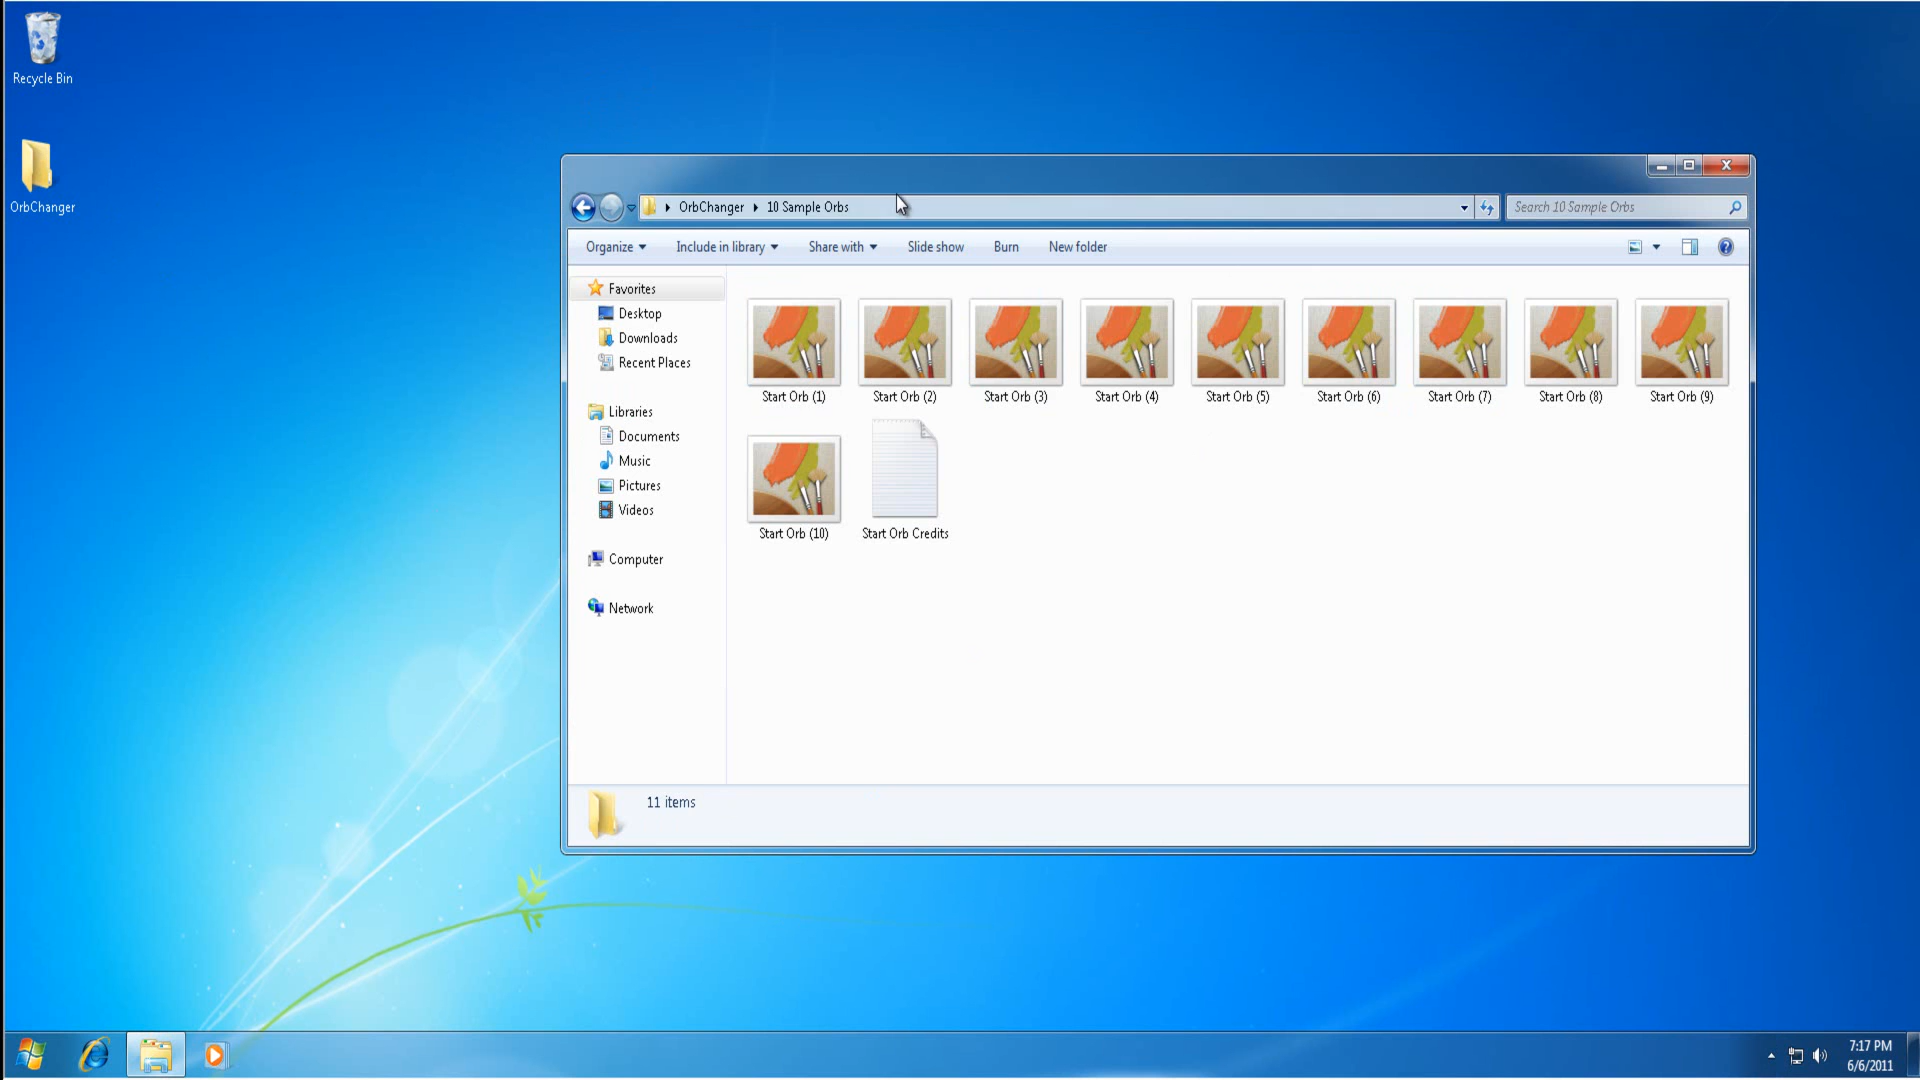 Recycle Bin
OrbChanger
OrbChanger 10 Sample Orbs
Search 10 Sample Orbs
Organize Include in library Share with Slide show Burn New folder
Favorites
Desktop
Downloads
Recent Places
Libraries
Documents
Music
Pictures
Videos
Computer
Network
Start Orb (1) Start Orb (2) Start Orb (3) Start Orb (4) Start Orb (5) Start Orb (6) Start Orb (7) Start Orb (8) Start Orb (9)
Start Orb (10) Start Orb Credits
11 items
7:17 PM
6/6/2011